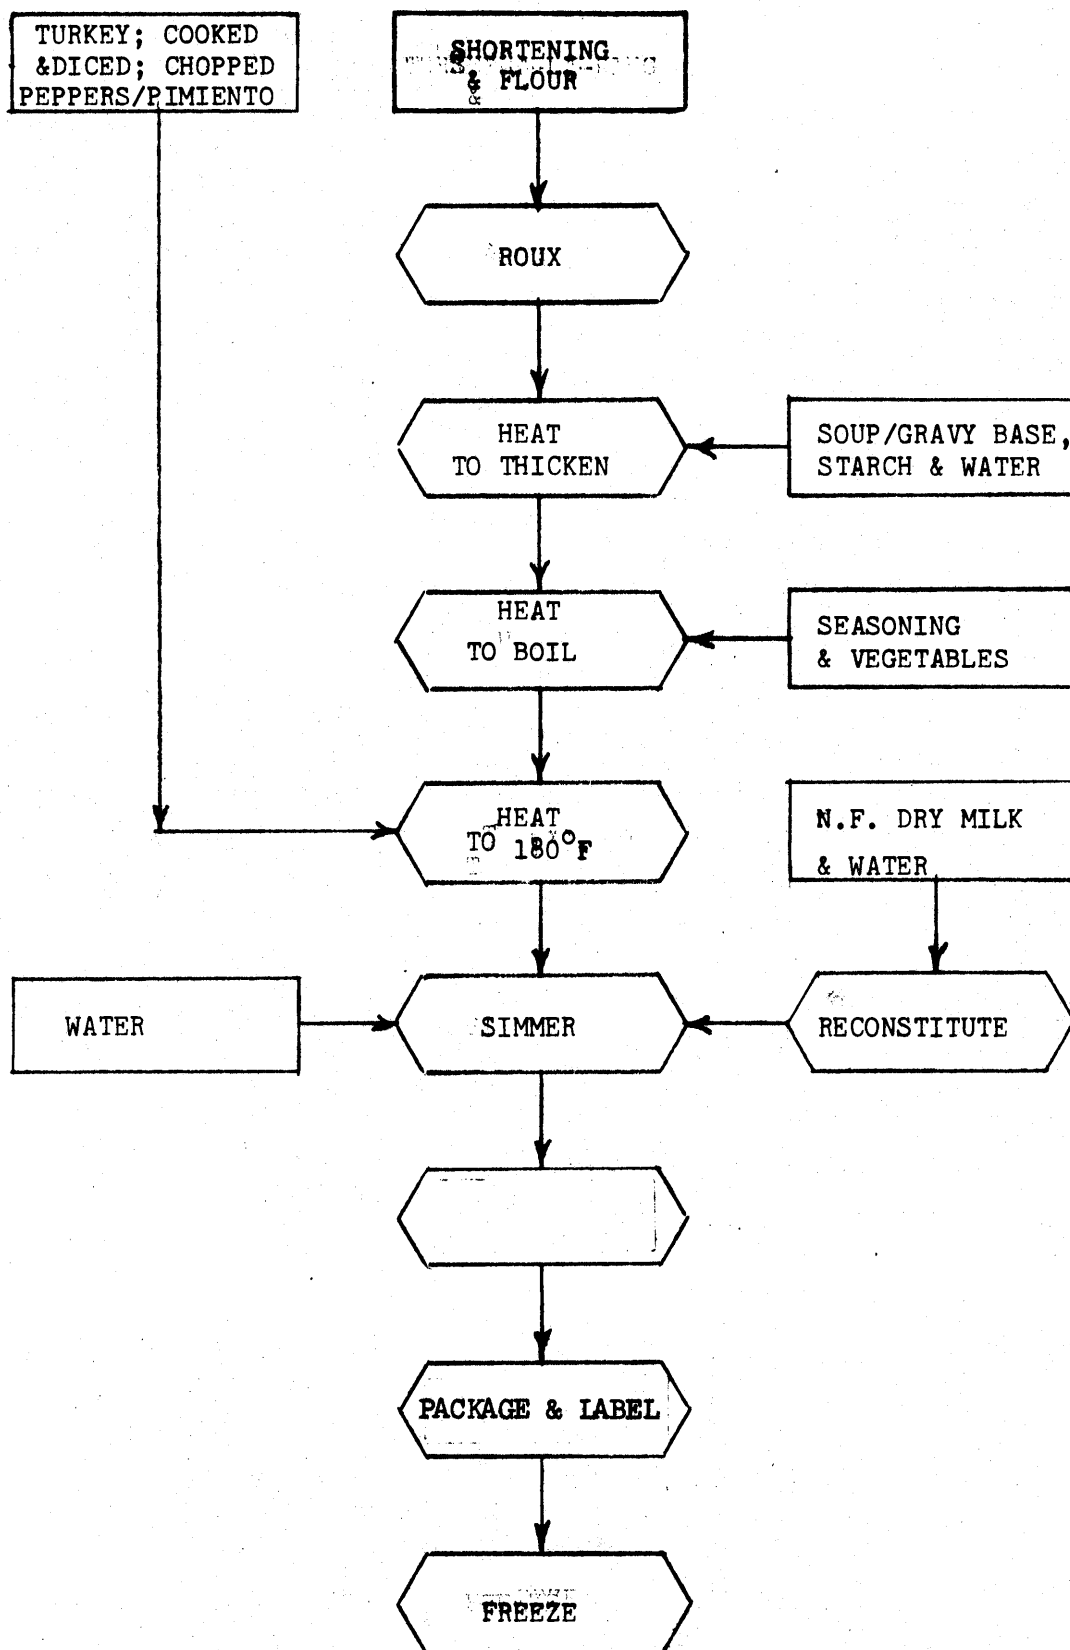 TURKEY; COOKED
&DICED; CHOPPED
PEPPERS/PIMIENTO
SHORTENING
& FLOUR
ROUX
HEAT
TO THICKEN
SOUP/GRAVY BASE,
STARCH & WATER
HEAT
TO BOIL
SEASONING
& VEGETABLES
HEAT
TO 180°F
N.F. DRY MILK
& WATER
WATER
SIMMER
RECONSTITUTE
PACKAGE & LABEL
FREEZE